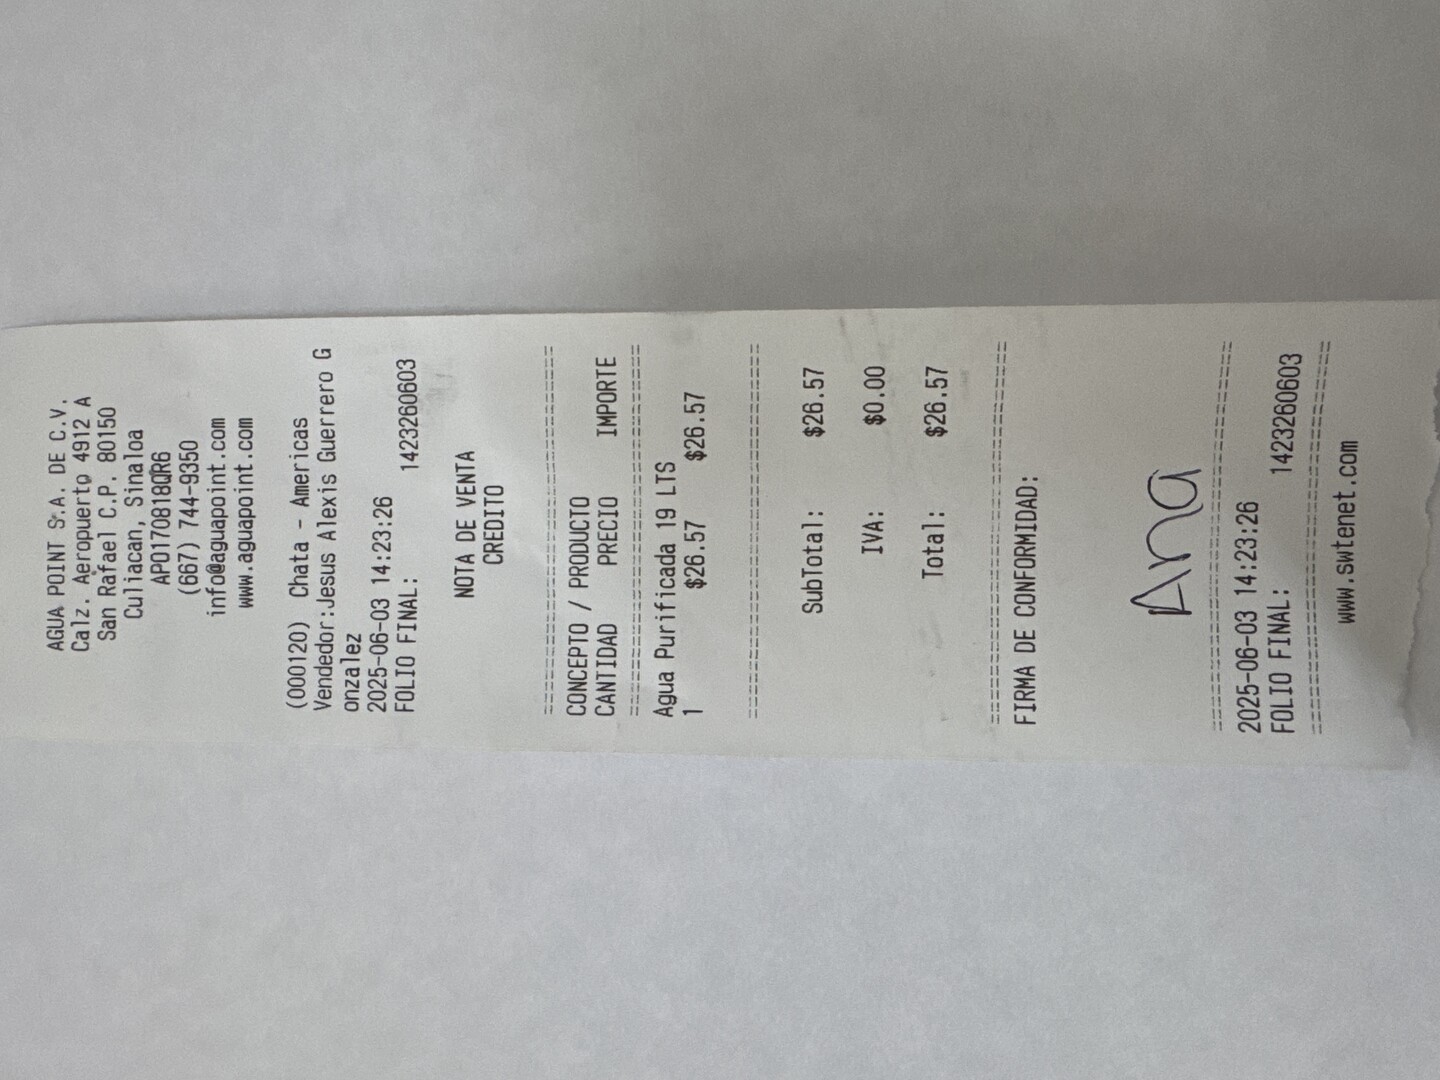 AGUA POINT S.A. DE C.V.
Calz. Aeropuerto 4912 A
San Rafael C.P. 80150
Culiacan, Sinaloa
APO170818QR6
(667) 744-9350
info@aguapoint.com
www.aguapoint.com
(000120) Chata - Americas
Vendedor:Jesus Alexis Guerrero G
onzalez
2025-06-03 14:23:26
FOLIO FINAL: 1423260603
NOTA DE VENTA
CREDITO
================================
CONCEPTO / PRODUCTO
CANTIDAD PRECIO IMPORTE
================================
Agua Purificada 19 LTS
1 $26.57 $26.57
================================
SubTotal: $26.57
IVA: $0.00
Total: $26.57
================================
FIRMA DE CONFORMIDAD:
Ana
================================
2025-06-03 14:23:26
FOLIO FINAL: 1423260603
================================
www.swtenet.com